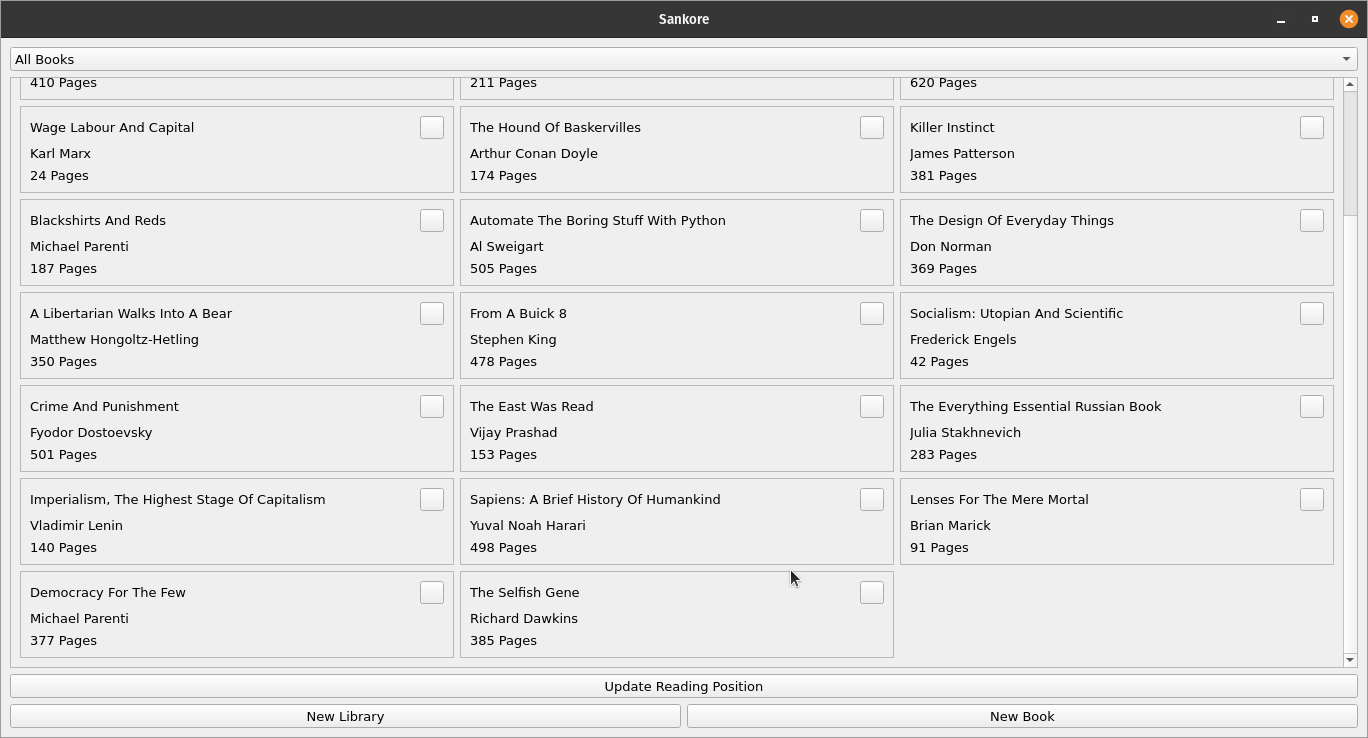 Sankore
All Books
410 Pages
211 Pages
620 Pages
Wage Labour And Capital
Karl Marx
24 Pages
The Hound Of Baskervilles
Arthur Conan Doyle
174 Pages
Killer Instinct
James Patterson
381 Pages
Blackshirts And Reds
Michael Parenti
187 Pages
Automate The Boring Stuff With Python
Al Sweigart
505 Pages
The Design Of Everyday Things
Don Norman
369 Pages
A Libertarian Walks Into A Bear
Matthew Hongoltz-Hetling
350 Pages
From A Buick 8
Stephen King
478 Pages
Socialism: Utopian And Scientific
Frederick Engels
42 Pages
Crime And Punishment
Fyodor Dostoevsky
501 Pages
The East Was Read
Vijay Prashad
153 Pages
The Everything Essential Russian Book
Julia Stakhnevich
283 Pages
Imperialism, The Highest Stage Of Capitalism
Vladimir Lenin
140 Pages
Sapiens: A Brief History Of Humankind
Yuval Noah Harari
498 Pages
Lenses For The Mere Mortal
Brian Marick
91 Pages
Democracy For The Few
Michael Parenti
377 Pages
The Selfish Gene
Richard Dawkins
385 Pages
Update Reading Position
New Library
New Book